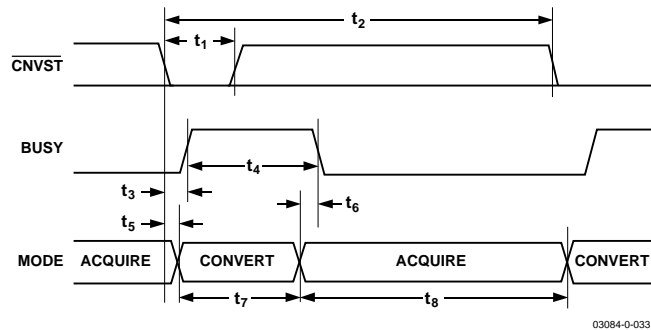 t2
t1
CNVST
BUSY
t4
t3
t6
t5
MODE ACQUIRE CONVERT ACQUIRE CONVERT
t7 t8
03084-0-033